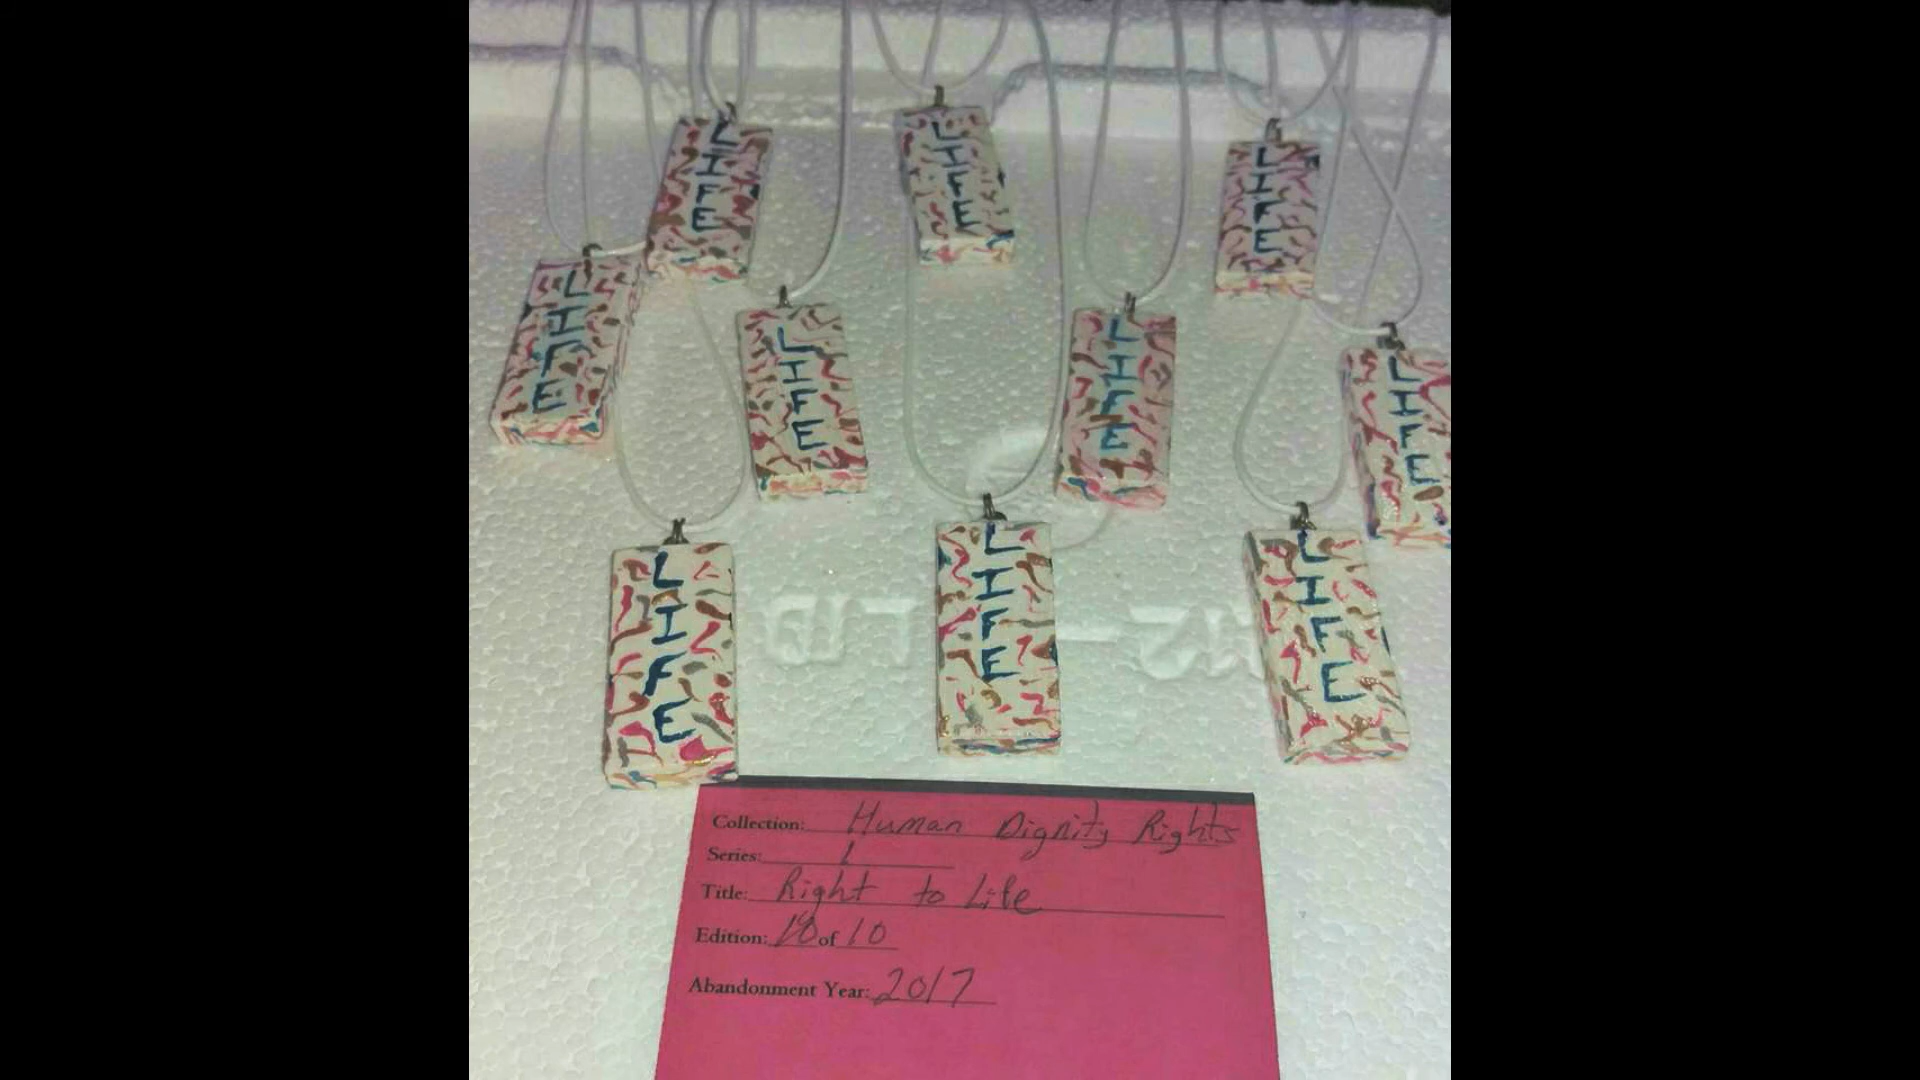 LIFE
LIFE
LIFE
LIFE
LIFE
LIFE
LIFE
LIFE
LIFE
LIFE
Collection: Human Dignity Rights
Series: 1
Title: Right to Life
Edition: 10 of 10
Abandonment Year: 2017